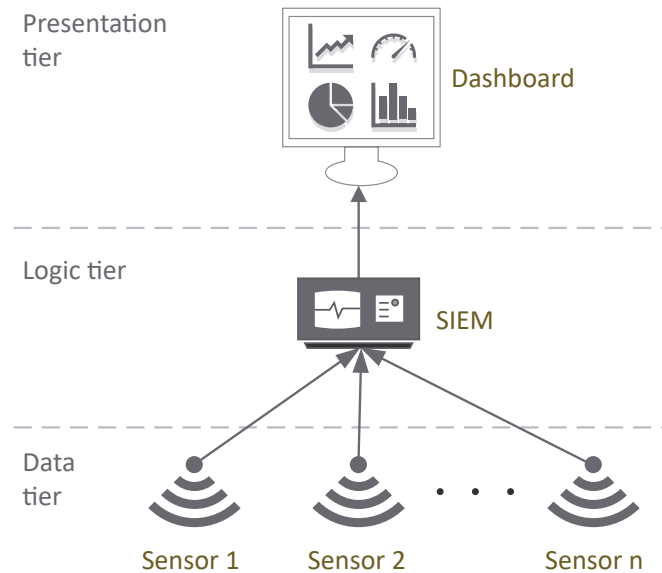 Presentation
tier
Dashboard
Logic tier
SIEM
Data
tier
Sensor 1
Sensor 2
Sensor n